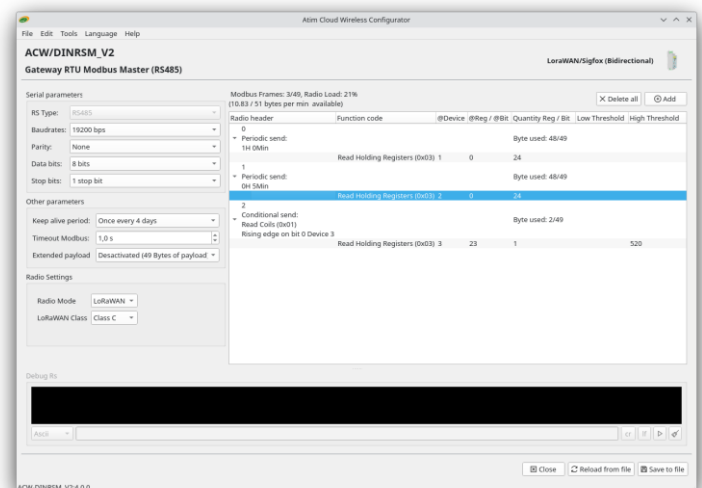 Atim Cloud Wireless Configurator
File Edit Tools Language Help
ACW/DINRSM_V2
Gateway RTU Modbus Master (RS485)
LoraWAN/Sigfox (Bidirectional)
Serial parameters
RS Type: RS485
Baudrates: 19200 bps
Parity: None
Data bits: 8 bits
Stop bits: 1 stop bit
Other parameters
Keep alive period: Once every 4 days
Timeout Modbus: 1,0 s
Extended payload Desactivated (49 Bytes of payload
Radio Settings
Radio Mode LoRaWAN
LoRaWAN Class Class C
Modbus Frames: 3/49, Radio Load: 21%
(10.83 / 51 bytes per min available)
Delete all Add
Radio header Function code @Device @Reg / @Bit Quantity Reg / Bit Low Threshold High Threshold
0
Periodic send: Byte used: 48/49
1H 0Min
Read Holding Registers (0x03) 1 0 24
1
Periodic send: Byte used: 48/49
0H 5Min
Read Holding Registers (0x03) 2 0 24
2
Conditional send:
Read Coils (0x01) Byte used: 2/49
Rising edge on bit 0 Device 3
Read Holding Registers (0x03) 3 23 1 520
Debug Rs
Ascii cr
Close Reload from file Save to file
ACW-DINRSM_V2:4.0.0